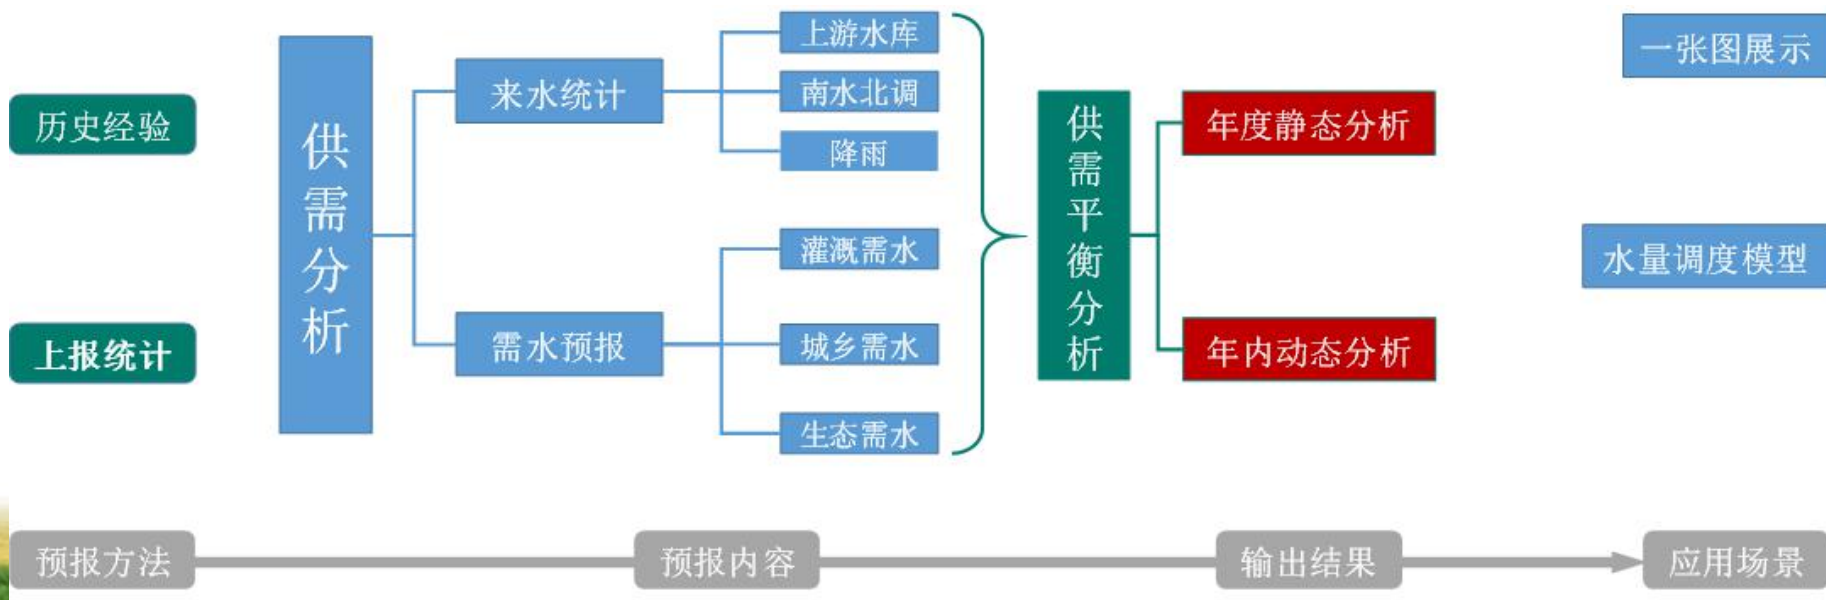 历史经验
上报统计
供需分析
来水统计
需水预报
上游水库
南水北调
降雨
灌溉需水
城乡需水
生态需水
供需平衡分析
年度静态分析
年内动态分析
一张图展示
水量调度模型
预报方法
预报内容
输出结果
应用场景